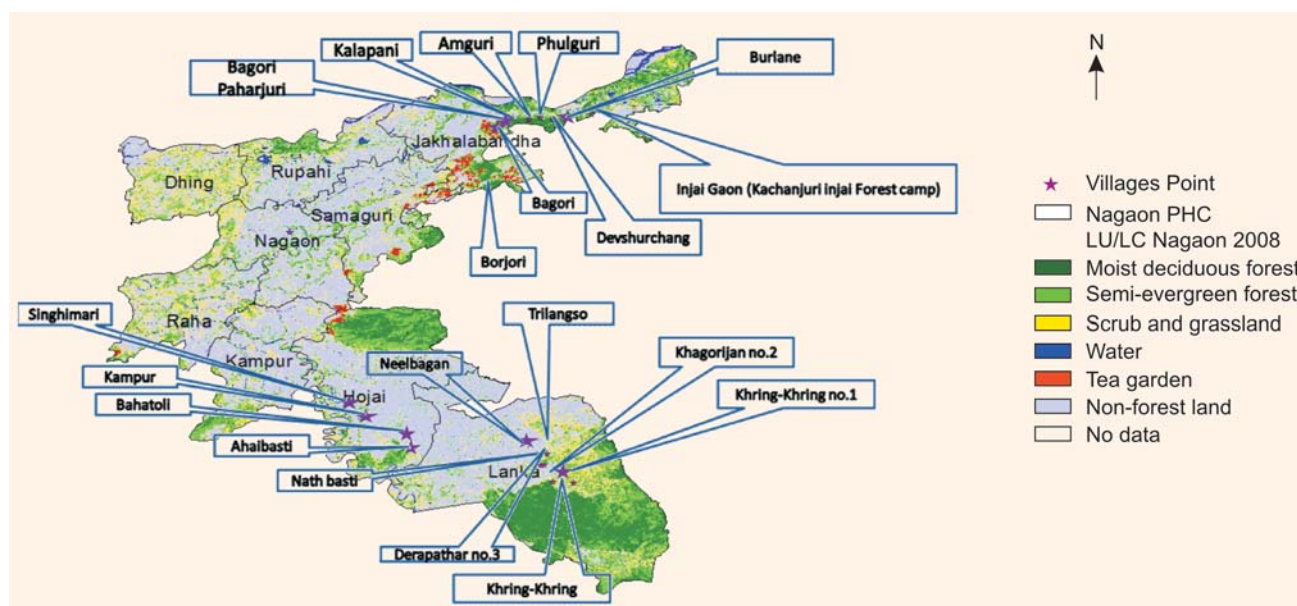 Kalapani
Amguri
Phulguri
Burlane
Bagori
Paharjuri
N
Jakhalabandha
Dhing
Rupahi
Samaguri
Nagaon
Bagori
Injai Gaon (Kachanjuri injai Forest camp)
Devshurchang
Borjori
Singhimari
Raha
Trilangso
Kampur
Neelbagan
Khagorijan no.2
Kampur
Hojai
Khring-Khring no.1
Bahatoli
Ahaibasti
Nath basti
Lanka
Derapathar no.3
Khring-Khring
Villages Point
Nagaon PHC
LU/LC Nagaon 2008
Moist deciduous forest
Semi-evergreen forest
Scrub and grassland
Water
Tea garden
Non-forest land
No data